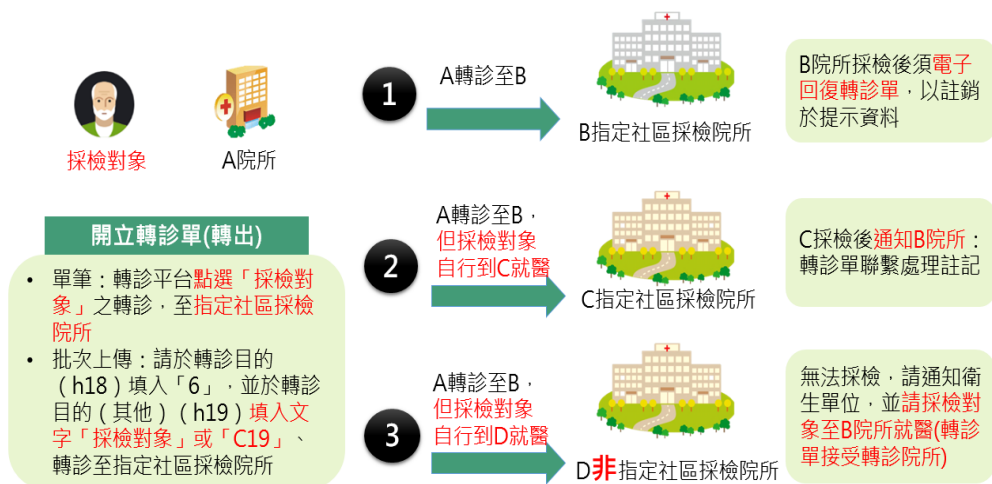 採檢對象
A院所
開立轉診單(轉出)
• 單筆：轉診平台點選「採檢對
象」之轉診，至指定社區採檢
院所
• 批次上傳：請於轉診目的
（h18）填入「6」，並於轉診
目的（其他）（h19）填入文
字「採檢對象」或「C19」、
轉診至指定社區採檢院所
1
A轉診至B
B指定社區採檢院所
B院所採檢後須電子
回復轉診單，以註銷
於提示資料
2
A轉診至B，
但採檢對象
自行到C就醫
C指定社區採檢院所
C採檢後通知B院所：
轉診單聯繫處理註記
3
A轉診至B，
但採檢對象
自行到D就醫
D非指定社區採檢院所
無法採檢，請通知衛
生單位，並請採檢對
象至B院所就醫(轉診
單接受轉診院所)